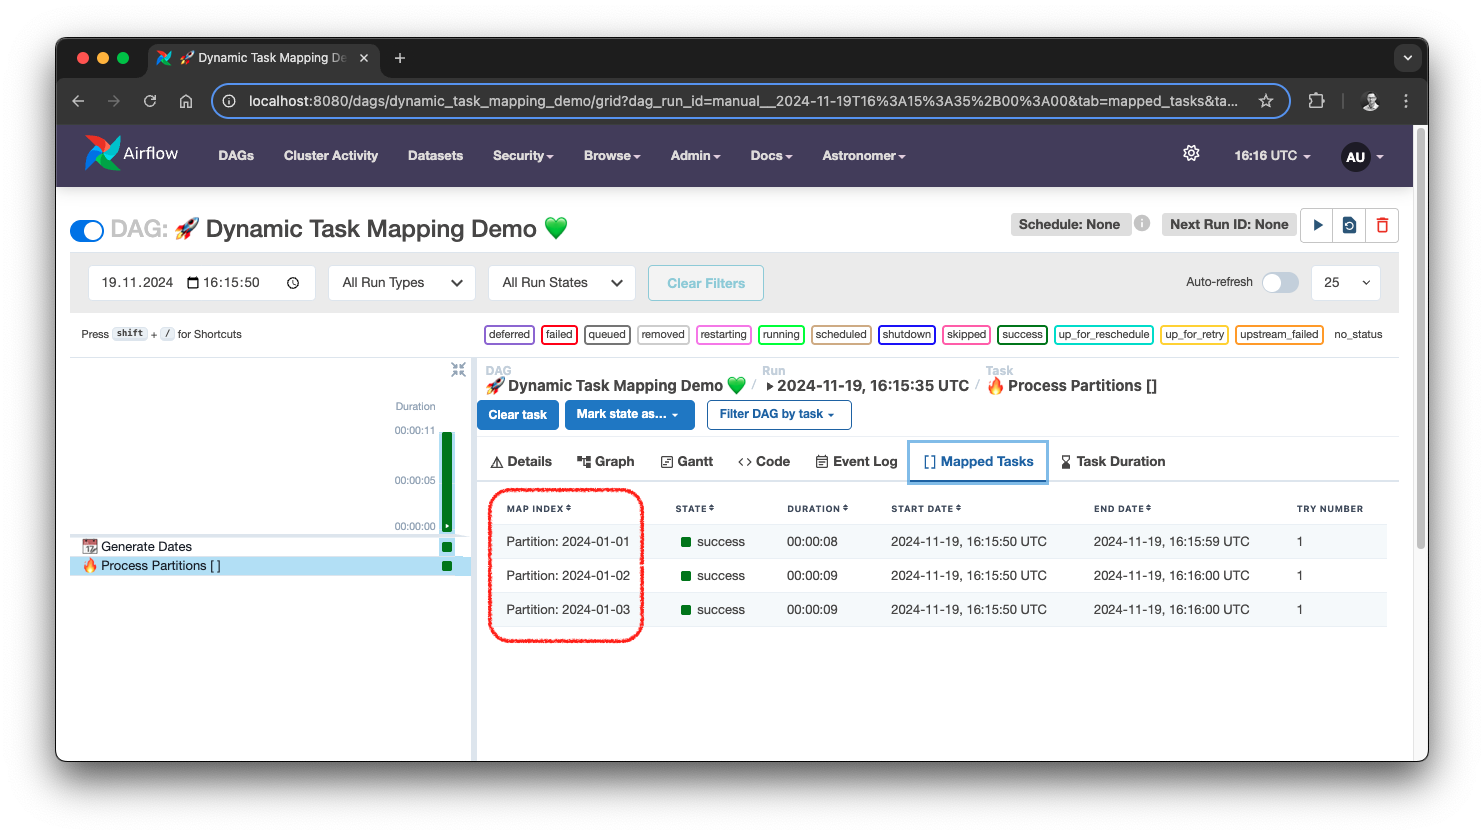 🚀 Dynamic Task Mapping De
localhost:8080/dags/dynamic_task_mapping_demo/grid?dag_run_id=manual__2024-11-19T16%3A15%3A35%2B00%3A00&tab=mapped_tasks&ta...
Airflow DAGs Cluster Activity Datasets Security Browse Admin Docs Astronomer 16:16 UTC AU
DAG: 🚀 Dynamic Task Mapping Demo 💚 Schedule: None Next Run ID: None
19.11.2024 16:15:50 All Run Types All Run States Clear Filters Auto-refresh 25
Press shift + / for Shortcuts deferred failed queued removed restarting running scheduled shutdown skipped success up_for_reschedule up_for_retry upstream_failed no_status
DAG Run Task
🚀 Dynamic Task Mapping Demo 💚 / 2024-11-19, 16:15:35 UTC / 🔥 Process Partitions []
Clear task Mark state as... Filter DAG by task
Duration
00:00:11
00:00:05
00:00:00
📆 Generate Dates
🔥 Process Partitions [ ]
Details Graph Gantt <> Code Event Log [ ] Mapped Tasks Task Duration
MAP INDEX STATE DURATION START DATE END DATE TRY NUMBER
Partition: 2024-01-01 success 00:00:08 2024-11-19, 16:15:50 UTC 2024-11-19, 16:15:59 UTC 1
Partition: 2024-01-02 success 00:00:09 2024-11-19, 16:15:50 UTC 2024-11-19, 16:16:00 UTC 1
Partition: 2024-01-03 success 00:00:09 2024-11-19, 16:15:50 UTC 2024-11-19, 16:16:00 UTC 1